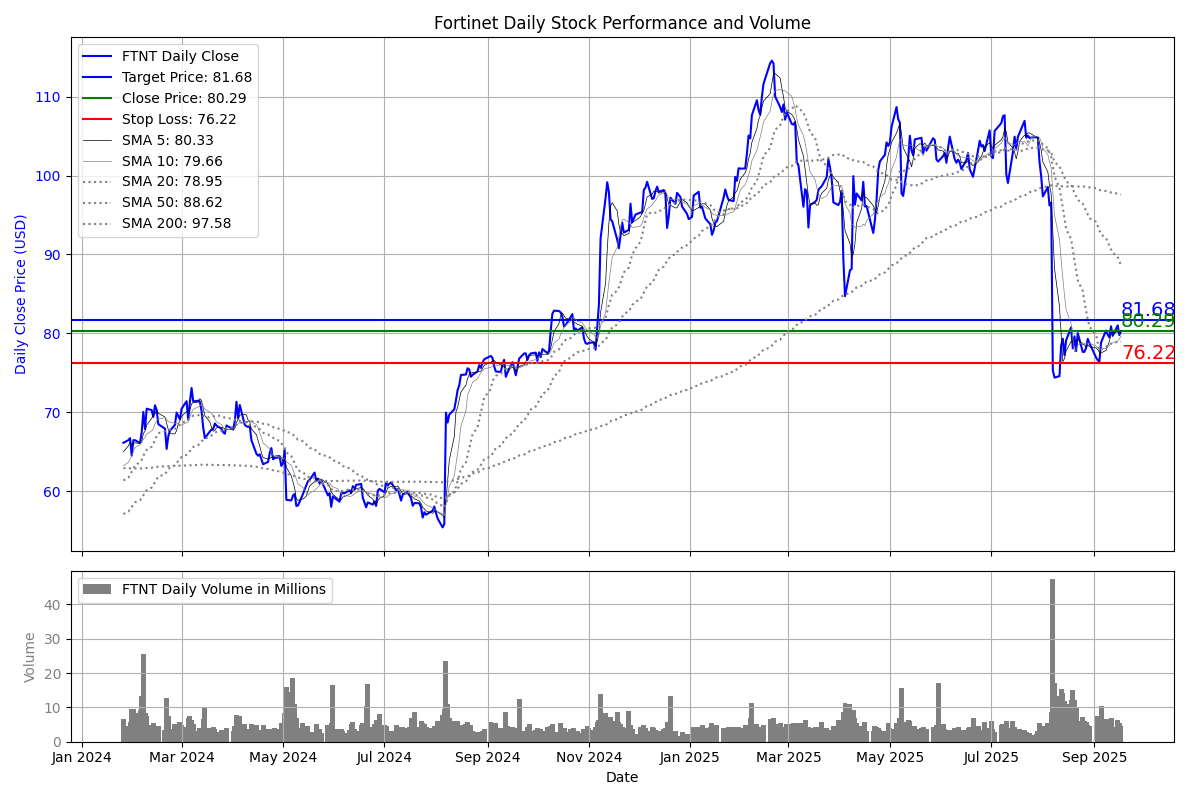 Fortinet Daily Stock Performance and Volume
FTNT Daily Close
Target Price: 81.68
Close Price: 80.29
Stop Loss: 76.22
SMA 5: 80.33
SMA 10: 79.66
SMA 20: 78.95
SMA 50: 88.62
SMA 200: 97.58
Daily Close Price (USD)
110
100
90
80
70
60
81.68
80.29
76.22
FTNT Daily Volume in Millions
Volume
40
30
20
10
0
Jan 2024 Mar 2024 May 2024 Jul 2024 Sep 2024 Nov 2024 Jan 2025 Mar 2025 May 2025 Jul 2025 Sep 2025
Date